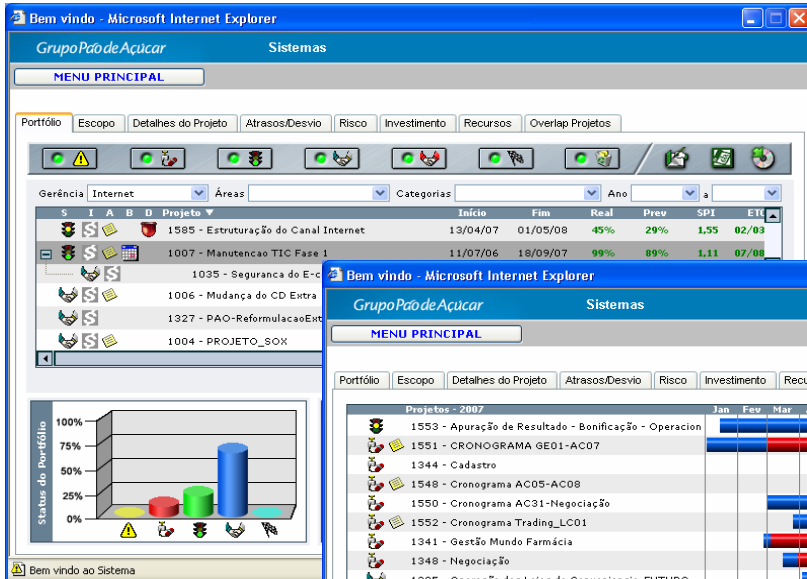 Bem vindo - Microsoft Internet Explorer
GrupoPãodeAçúcar Sistemas
MENU PRINCIPAL
Portfólio Escopo Detalhes do Projeto Atrasos/Desvio Risco Investimento Recursos Overlap Projetos
Gerência Internet Áreas Categorias Ano a
S I A B D Projeto Início Fim Real Prev SPI ETC
1585 - Estruturação do Canal Internet 13/04/07 01/05/08 45% 29% 1,55 02/03
1007 - Manutencao TIC Fase 1 11/07/06 18/09/07 99% 89% 1,11 07/08
1035 - Seguranca do E-c
1006 - Mudança do CD Extra
1327 - PAO-ReformulacaoExt
1004 - PROJETO_SOX
Status do Portfólio
100%
75%
50%
25%
0%
Bem vindo ao Sistema
Bem vindo - Microsoft Internet Explorer
GrupoPãodeAçúcar Sistemas
MENU PRINCIPAL
Portfólio Escopo Detalhes do Projeto Atrasos/Desvio Risco Investimento Recu
Projetos - 2007 Jan Fev Mar
1553 - Apuração de Resultado - Bonificação - Operacion
1551 - CRONOGRAMA GE01-AC07
1344 - Cadastro
1548 - Cronograma AC05-AC08
1550 - Cronograma AC31-Negociação
1552 - Cronograma Trading_LC01
1341 - Gestão Mundo Farmácia
1348 - Negociação